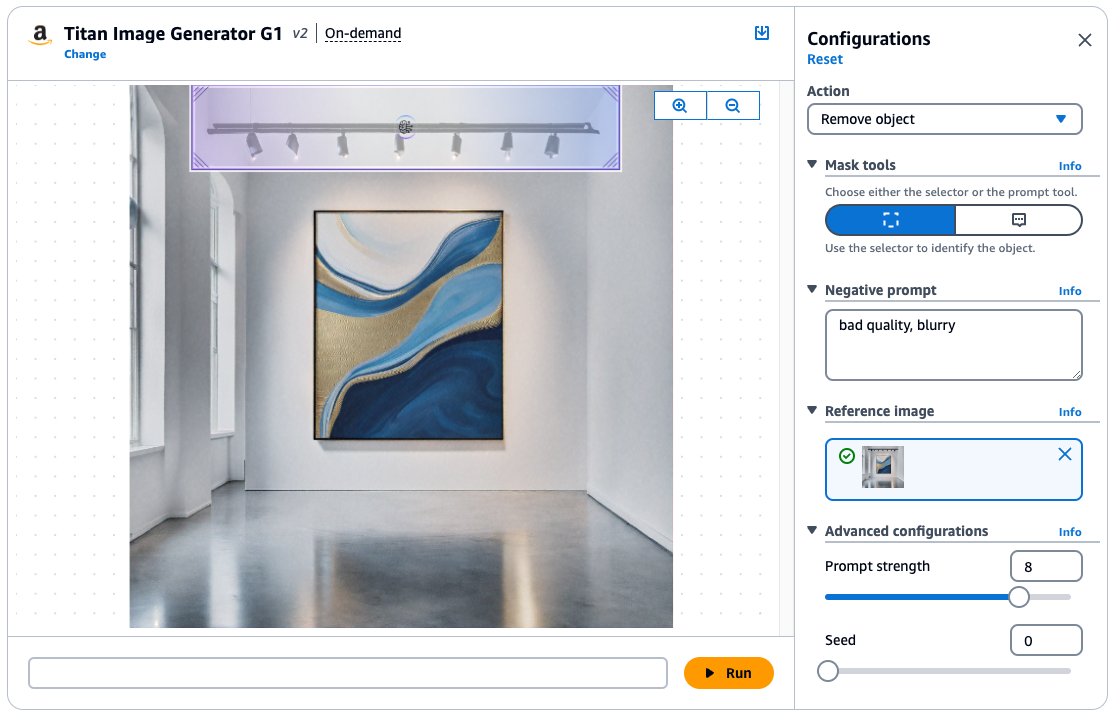 a Titan Image Generator G1 v2 On-demand
Change
Configurations
Reset
Action
Remove object
Mask tools Info
Choose either the selector or the prompt tool.
Use the selector to identify the object.
Negative prompt Info
bad quality, blurry
Reference image Info
Advanced configurations Info
Prompt strength 8
Seed 0
Run